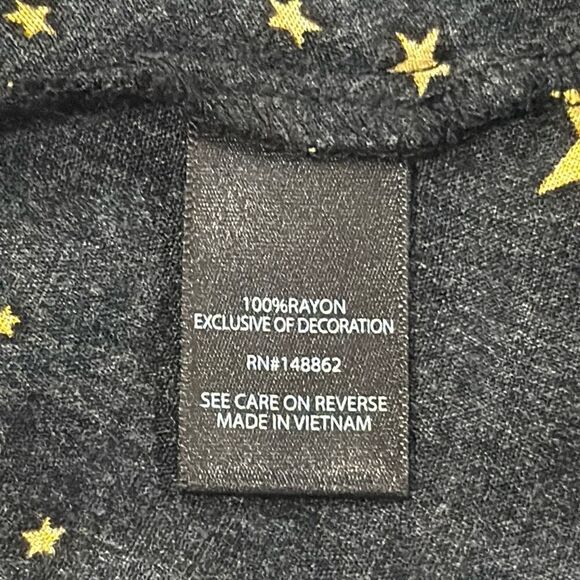 100%RAYON
EXCLUSIVE OF DECORATION
RN#148862
SEE CARE ON REVERSE
MADE IN VIETNAM